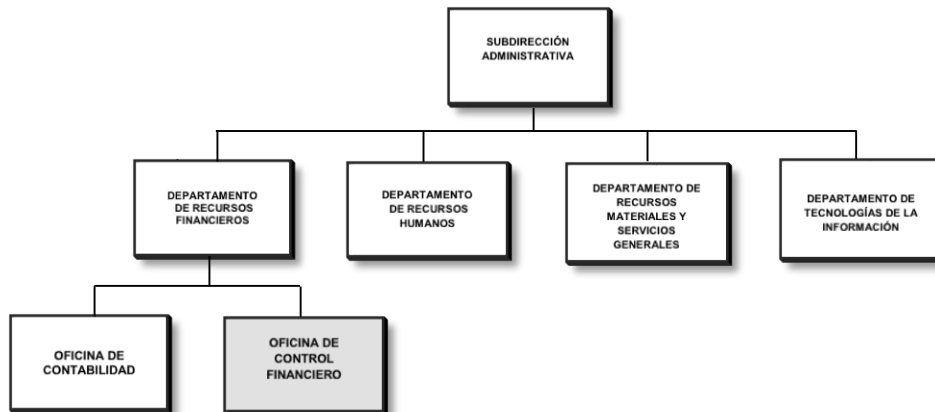 SUBDIRECCIÓN
ADMINISTRATIVA
DEPARTAMENTO
DE RECURSOS
FINANCIEROS
DEPARTAMENTO
DE RECURSOS
HUMANOS
DEPARTAMENTO DE
RECURSOS
MATERIALES Y
SERVICIOS
GENERALES
DEPARTAMENTO DE
TECNOLOGÍAS DE LA
INFORMACIÓN
OFICINA DE
CONTABILIDAD
OFICINA DE
CONTROL
FINANCIERO